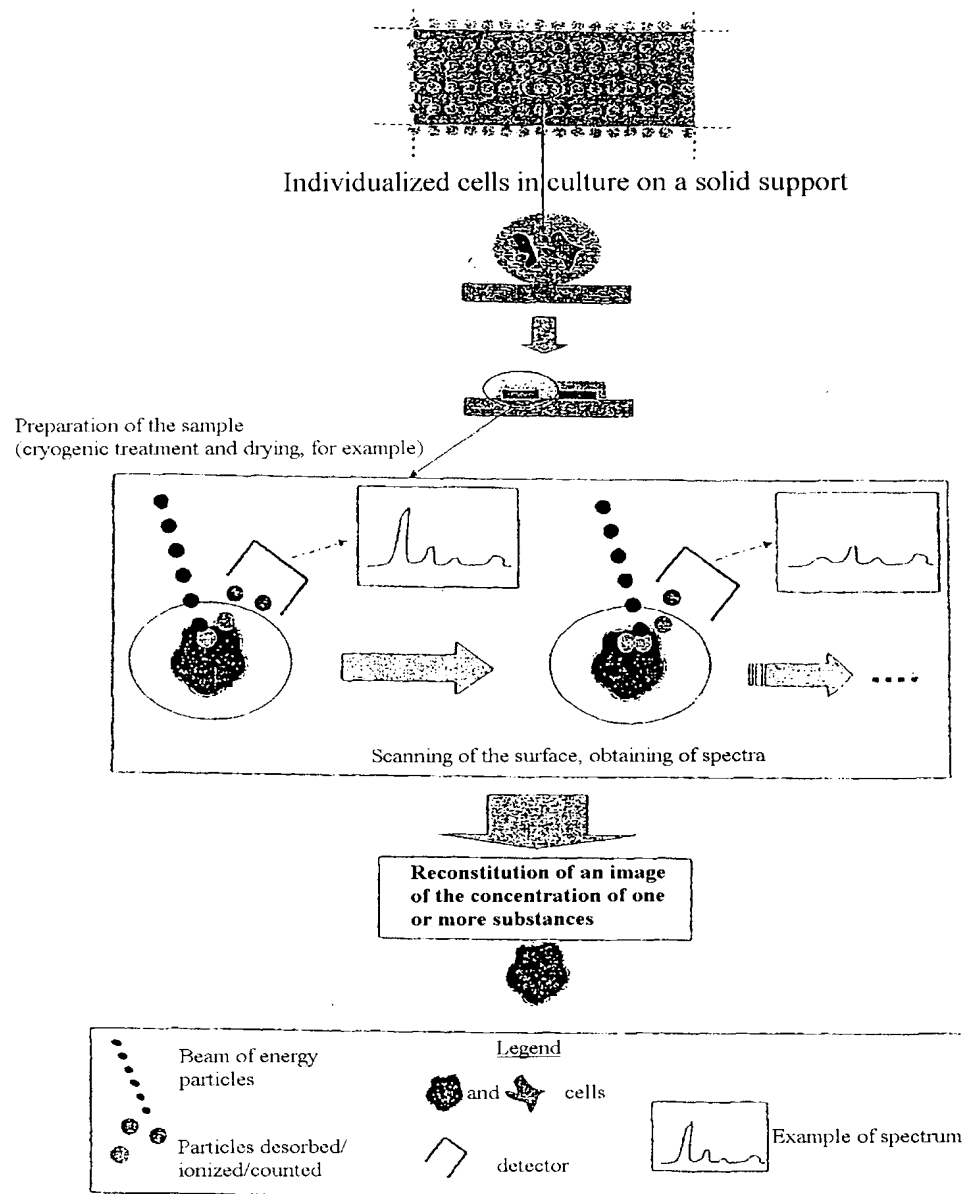 Individualized cells in culture on a solid support
Preparation of the sample
(cryogenic treatment and drying, for example)
Scanning of the surface, obtaining of spectra
Reconstitution of an image
of the concentration of one
or more substances
Legend
Beam of energy
particles
and
cells
Particles desorbed/
ionized/counted
detector
Example of spectrum